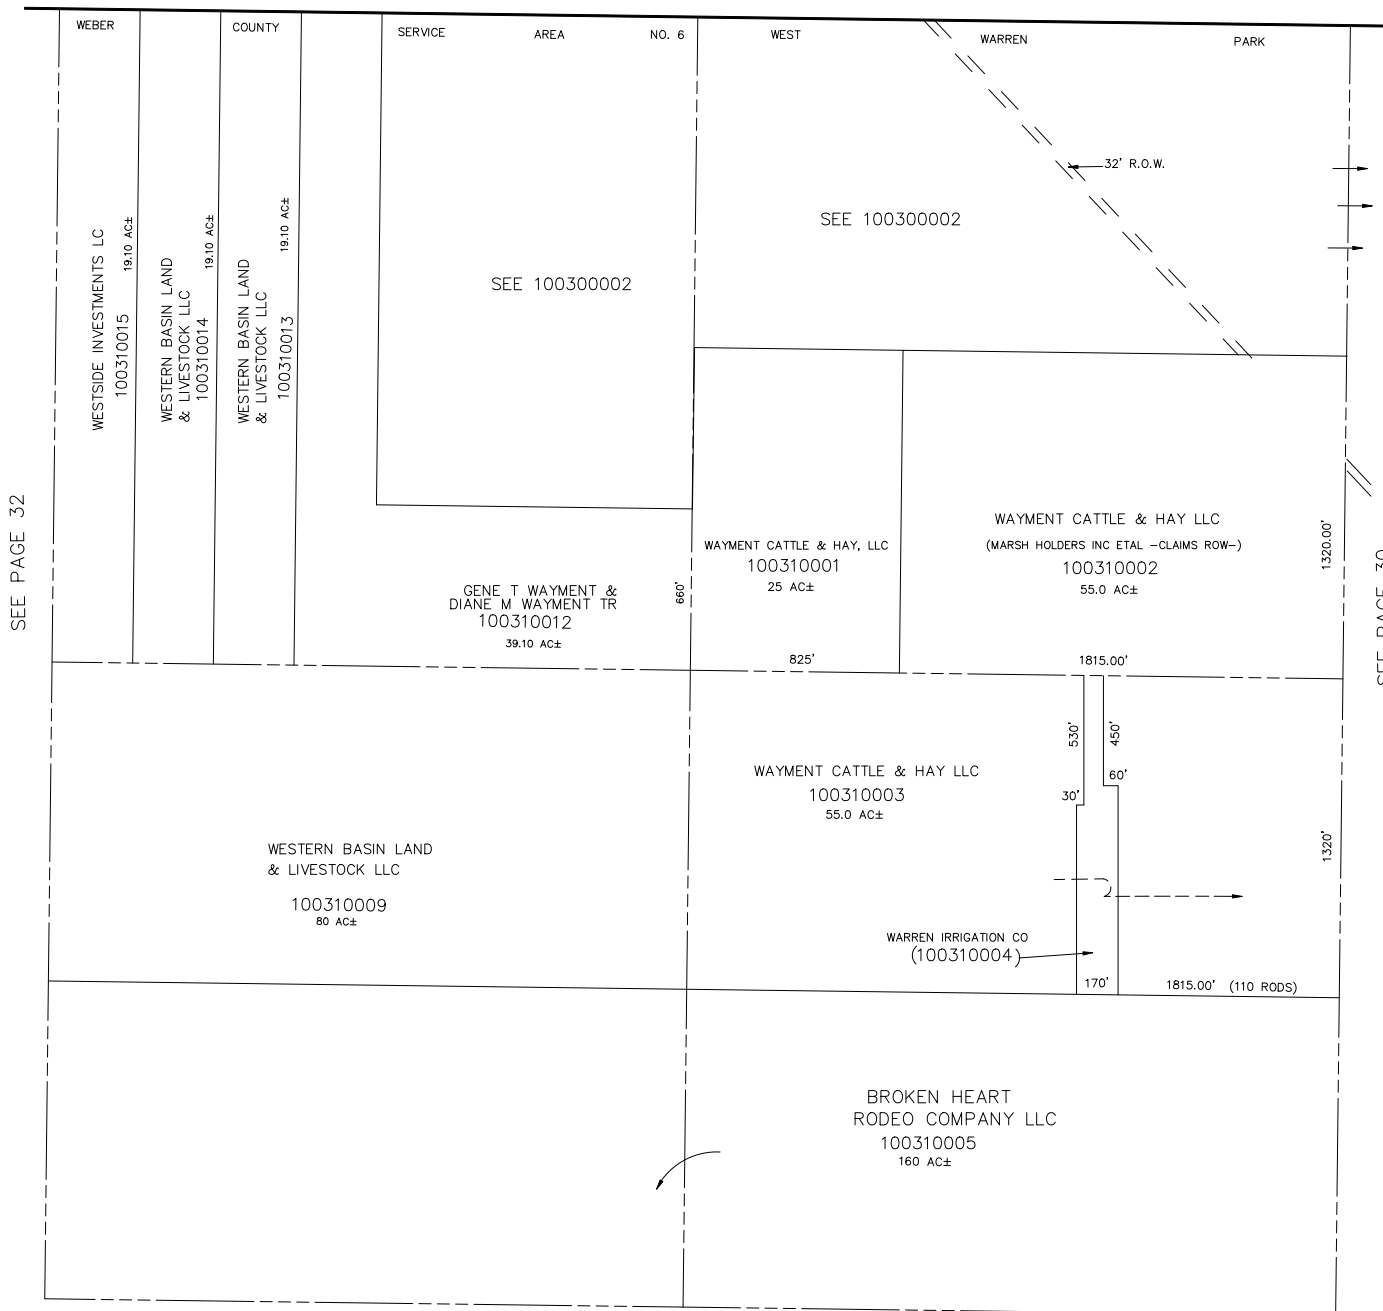 WEBER COUNTY SERVICE AREA NO. 6 WEST WARREN PARK
32' R.O.W.
SEE 100300002
SEE 100300002
WESTSIDE INVESTMENTS LC
100310015
19.10 AC±
WESTERN BASIN LAND
& LIVESTOCK LLC
100310014
19.10 AC±
WESTERN BASIN LAND
& LIVESTOCK LLC
100310013
19.10 AC±
SEE PAGE 32
GENE T WAYMENT &
DIANE M WAYMENT TR
100310012
39.10 AC±
660'
WAYMENT CATTLE & HAY, LLC
100310001
25 AC±
825'
WAYMENT CATTLE & HAY LLC
(MARSH HOLDERS INC ETAL -CLAIMS ROW-)
100310002
55.0 AC±
1320.00'
1815.00'
SEE PAGE 30
WAYMENT CATTLE & HAY LLC
100310003
55.0 AC±
530'
450'
60'
30'
1320'
WESTERN BASIN LAND
& LIVESTOCK LLC
100310009
80 AC±
WARREN IRRIGATION CO
(100310004)
170'
1815.00' (110 RODS)
BROKEN HEART
RODEO COMPANY LLC
100310005
160 AC±